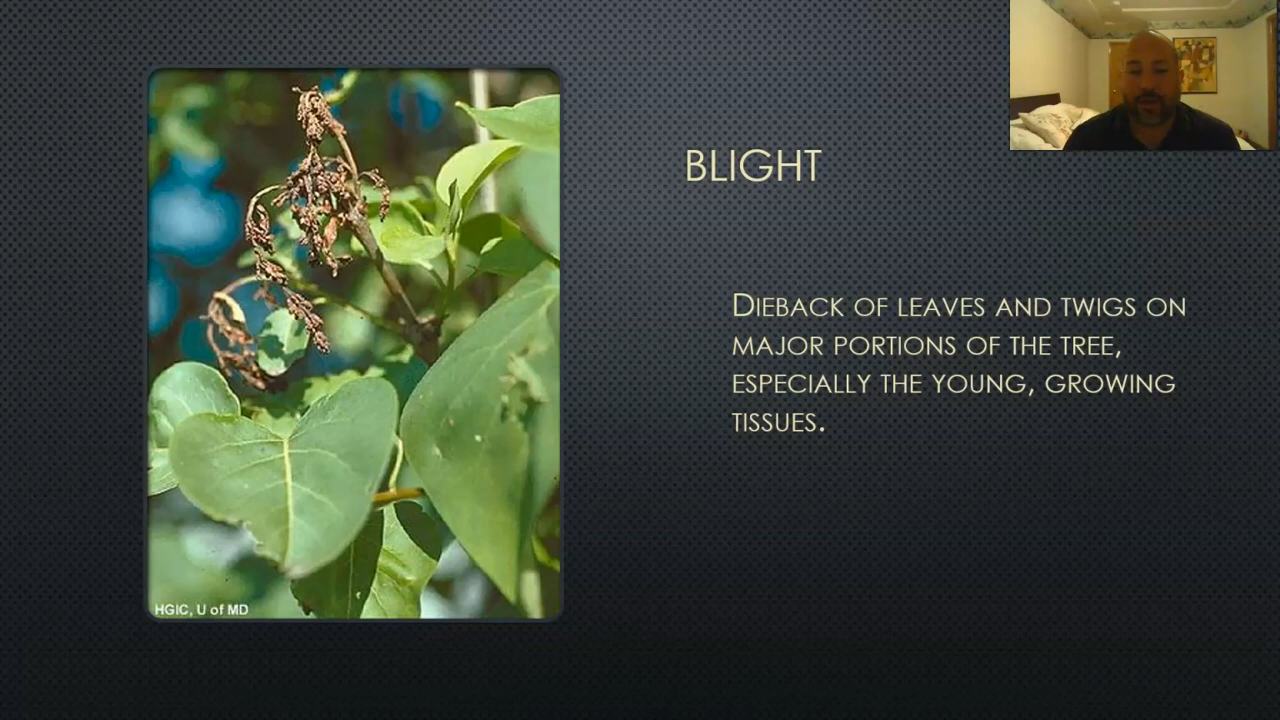 BLIGHT
DIEBACK OF LEAVES AND TWIGS ON
MAJOR PORTIONS OF THE TREE,
ESPECIALLY THE YOUNG, GROWING
TISSUES.
HGIC, U of MD